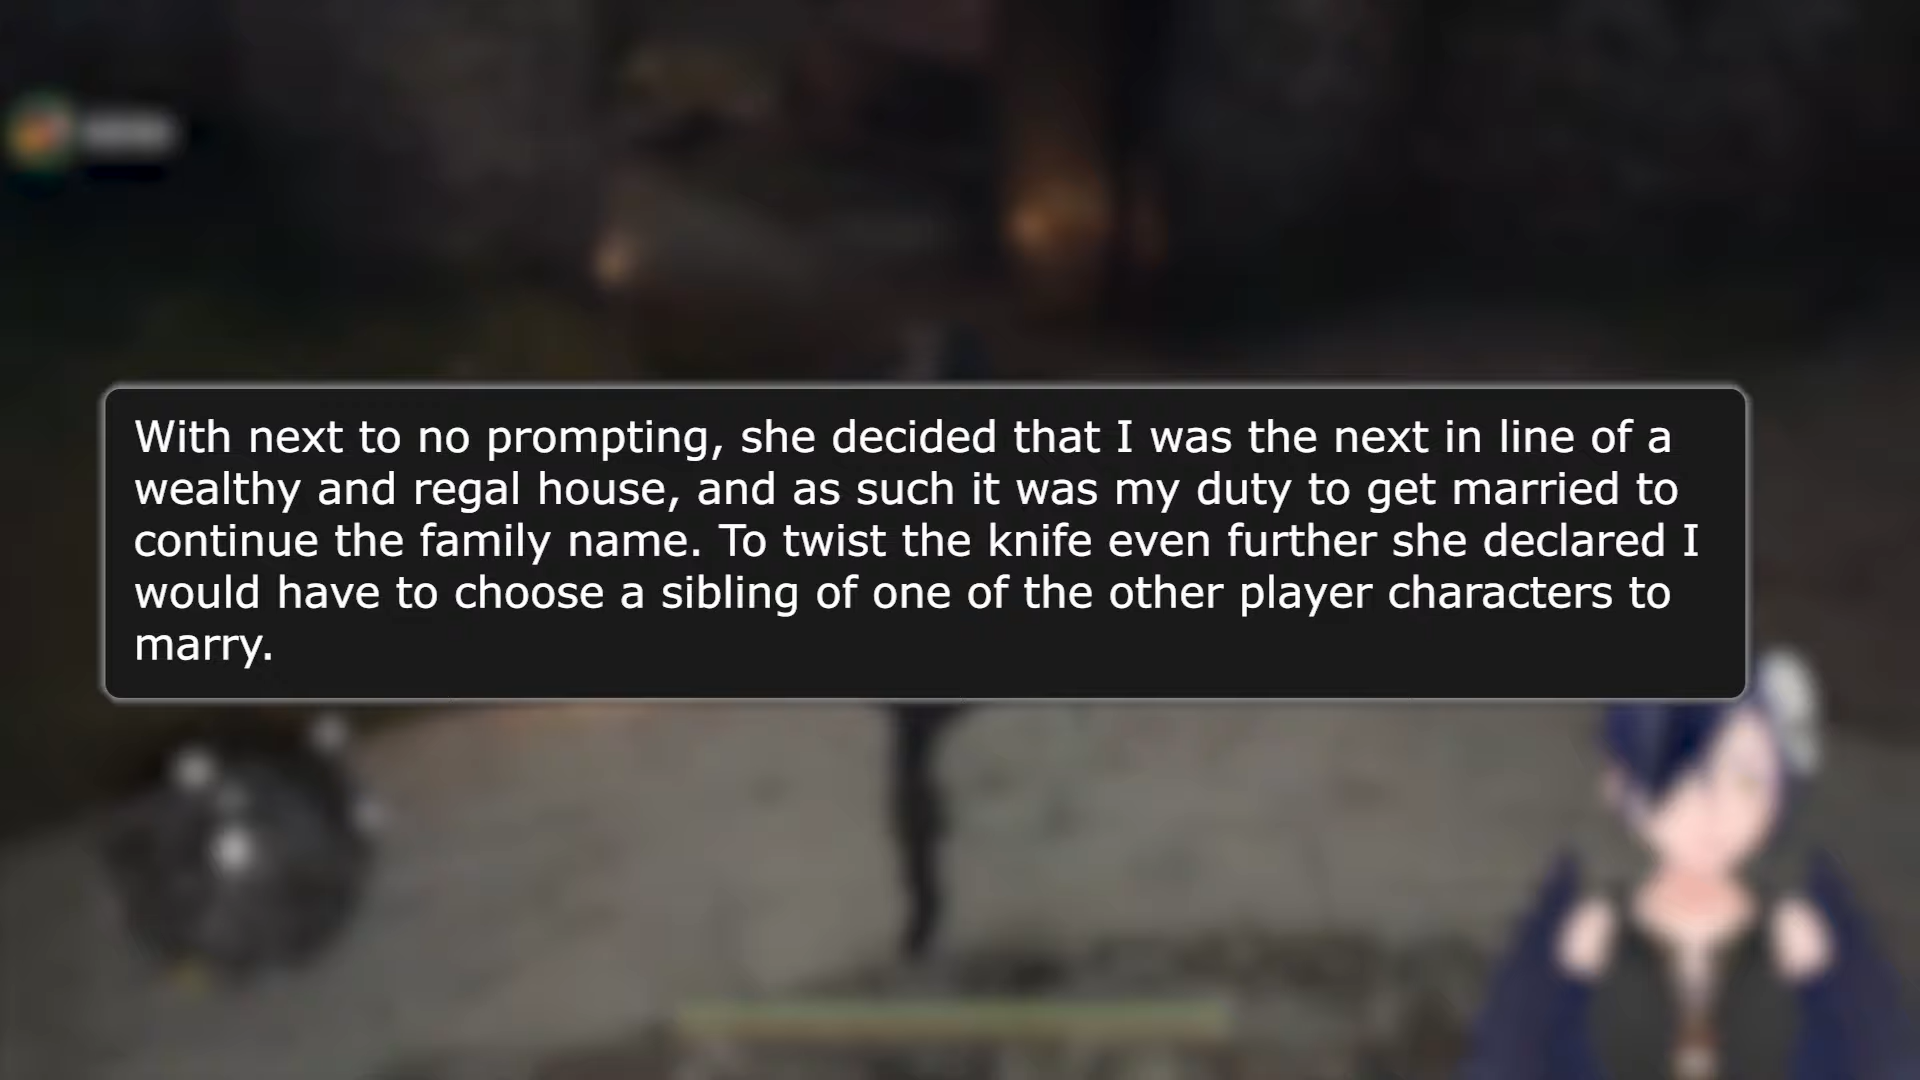 With next to no prompting, she decided that I was the next in line of a
wealthy and regal house, and as such it was my duty to get married to
continue the family name. To twist the knife even further she declared I
would have to choose a sibling of one of the other player characters to
marry.